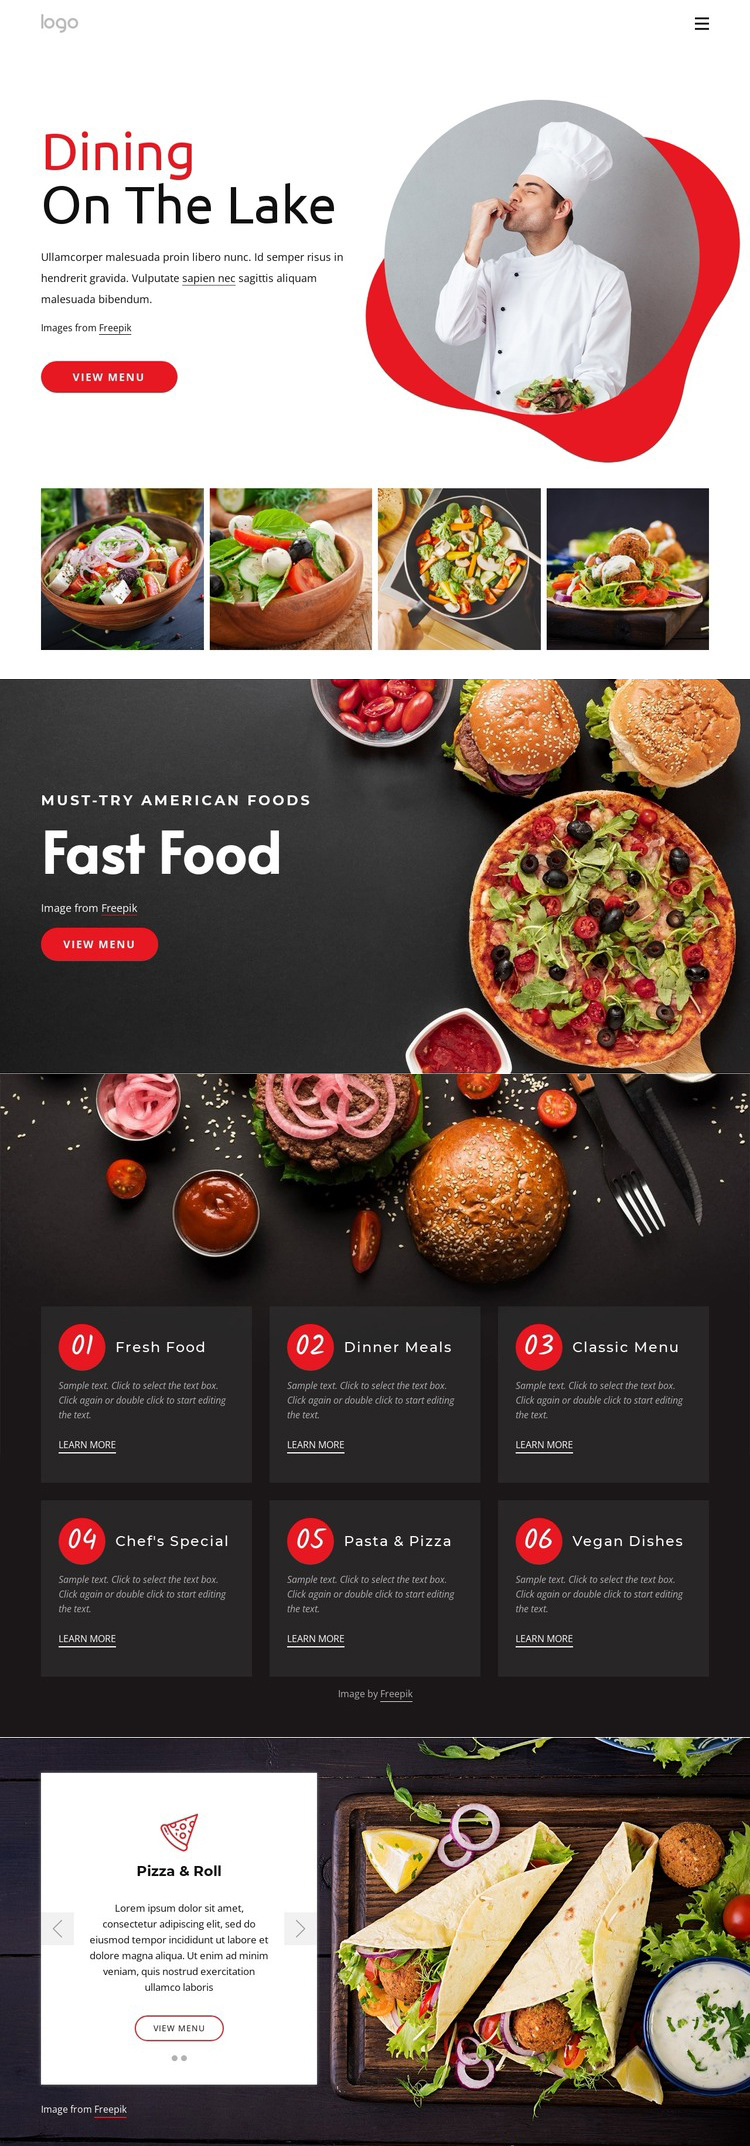 logo
Dining
On The Lake
Ullamcorper malesuada proin libero nunc. Id semper risus in
hendrerit gravida. Vulputate sapien nec sagittis aliquam
malesuada bibendum.
Images from Freepik
VIEW MENU
MUST-TRY AMERICAN FOODS
Fast Food
Image from Freepik
VIEW MENU
01 Fresh Food
Sample text. Click to select the text box.
Click again or double click to start editing
the text.
LEARN MORE
02 Dinner Meals
Sample text. Click to select the text box.
Click again or double click to start editing
the text.
LEARN MORE
03 Classic Menu
Sample text. Click to select the text box.
Click again or double click to start editing
the text.
LEARN MORE
04 Chef's Special
Sample text. Click to select the text box.
Click again or double click to start editing
the text.
LEARN MORE
05 Pasta & Pizza
Sample text. Click to select the text box.
Click again or double click to start editing
the text.
LEARN MORE
06 Vegan Dishes
Sample text. Click to select the text box.
Click again or double click to start editing
the text.
LEARN MORE
Image by Freepik
Pizza & Roll
Lorem ipsum dolor sit amet,
consectetur adipiscing elit, sed do
eiusmod tempor incididunt ut labore et
dolore magna aliqua. Ut enim ad minim
veniam, quis nostrud exercitation
ullamco laboris
VIEW MENU
Image from Freepik